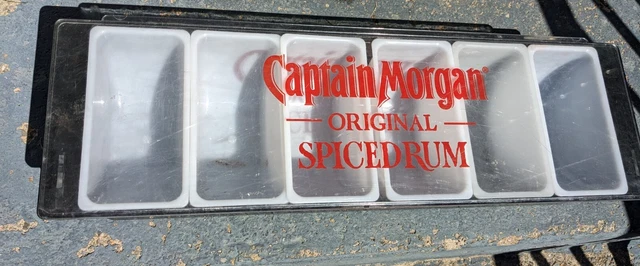 Captain Morgan®
— ORIGINAL —
SPICED RUM